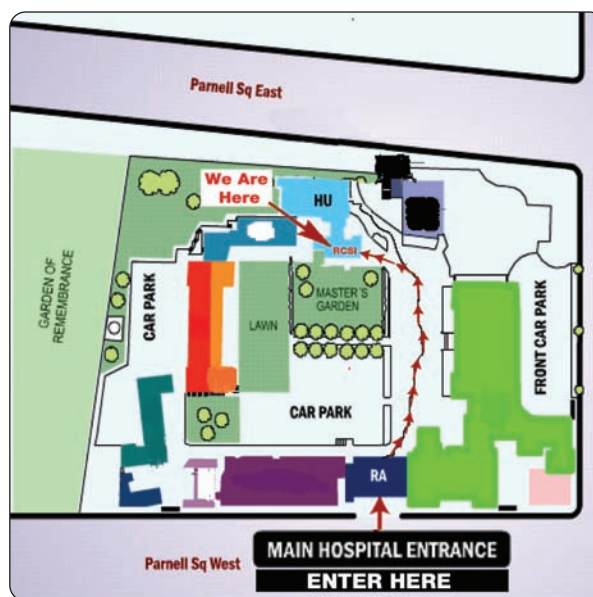 Parnell Sq East
We Are
Here
HU
RCSI
GARDEN OF
REMEMBRANCE
CAR PARK
LAWN
MASTER'S
GARDEN
FRONT CAR PARK
CAR PARK
RA
Parnell Sq West
MAIN HOSPITAL ENTRANCE
ENTER HERE